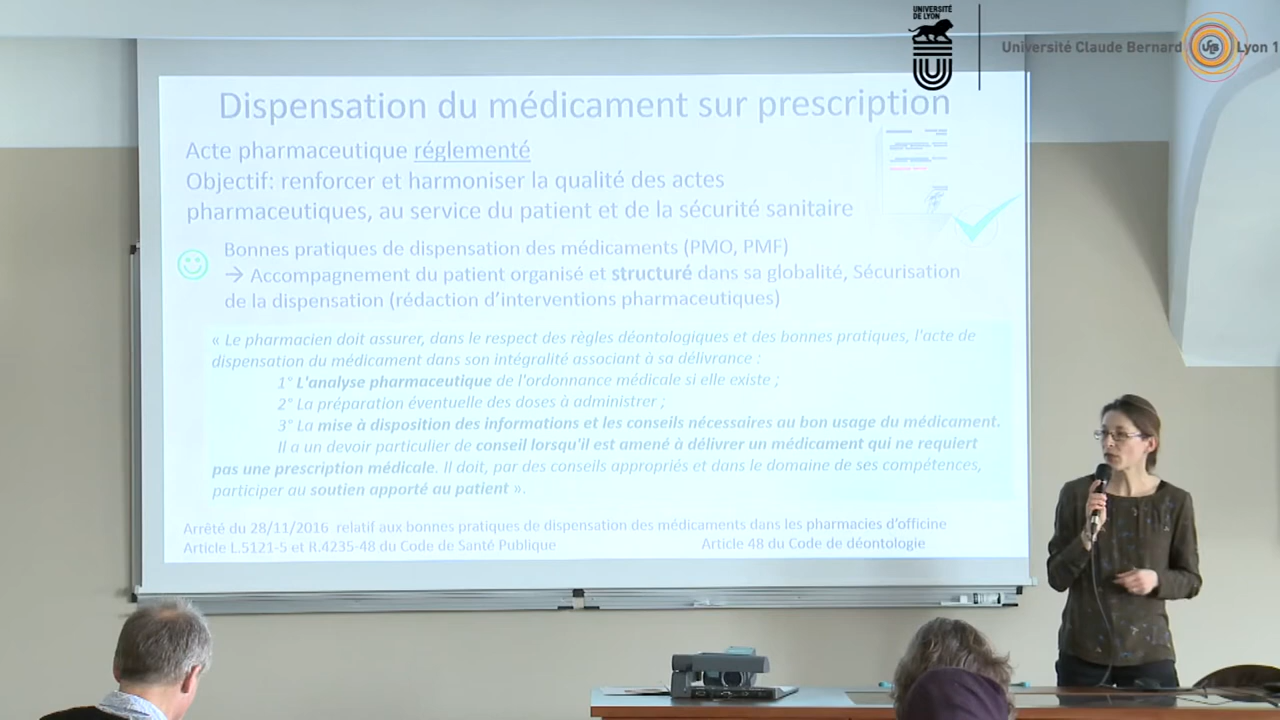 UNIVERSITÉ
DE LYON
Université Claude Bernard
Lyon 1
Dispensation du médicament sur prescription
Acte pharmaceutique réglementé
Objectif: renforcer et harmoniser la qualité des actes
pharmaceutiques, au service du patient et de la sécurité sanitaire
Bonnes pratiques de dispensation des médicaments (PMO, PMF)
→ Accompagnement du patient organisé et structuré dans sa globalité, Sécurisation
de la dispensation (rédaction d'interventions pharmaceutiques)
« Le pharmacien doit assurer, dans le respect des règles déontologiques et des bonnes pratiques, l'acte de
dispensation du médicament dans son intégralité associant à sa délivrance :
1° L'analyse pharmaceutique de l'ordonnance médicale si elle existe ;
2° La préparation éventuelle des doses à administrer ;
3° La mise à disposition des informations et les conseils nécessaires au bon usage du médicament.
Il a un devoir particulier de conseil lorsqu'il est amené à délivrer un médicament qui ne requiert
pas une prescription médicale. Il doit, par des conseils appropriés et dans le domaine de ses compétences,
participer au soutien apporté au patient ».
Arrêté du 28/11/2016 relatif aux bonnes pratiques de dispensation des médicaments dans les pharmacies d'officine
Article L.5121-5 et R.4235-48 du Code de Santé Publique Article 48 du Code de déontologie